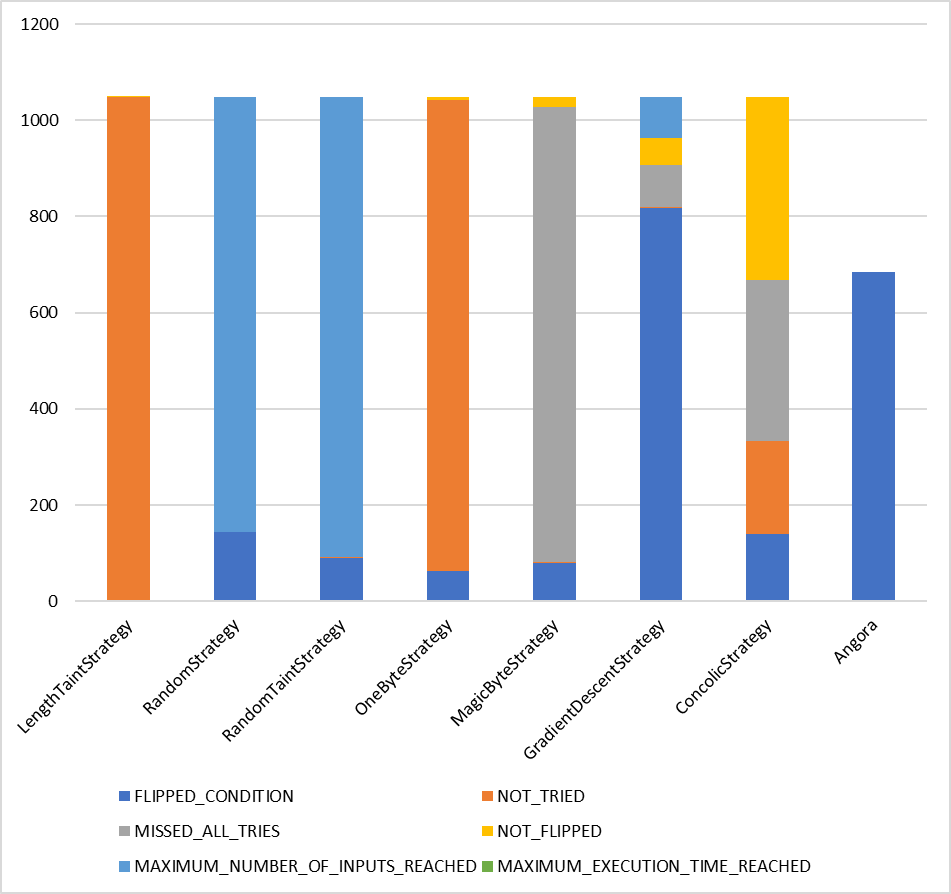 1200
1000
800
600
400
200
0
LengthTaintStrategy
RandomStrategy
RandomTaintStrategy
OneByteStrategy
MagicByteStrategy
GradientDescentStrategy
ConcolicStrategy
Angora
FLIPPED_CONDITION NOT_TRIED
MISSED_ALL_TRIES NOT_FLIPPED
MAXIMUM_NUMBER_OF_INPUTS_REACHED MAXIMUM_EXECUTION_TIME_REACHED